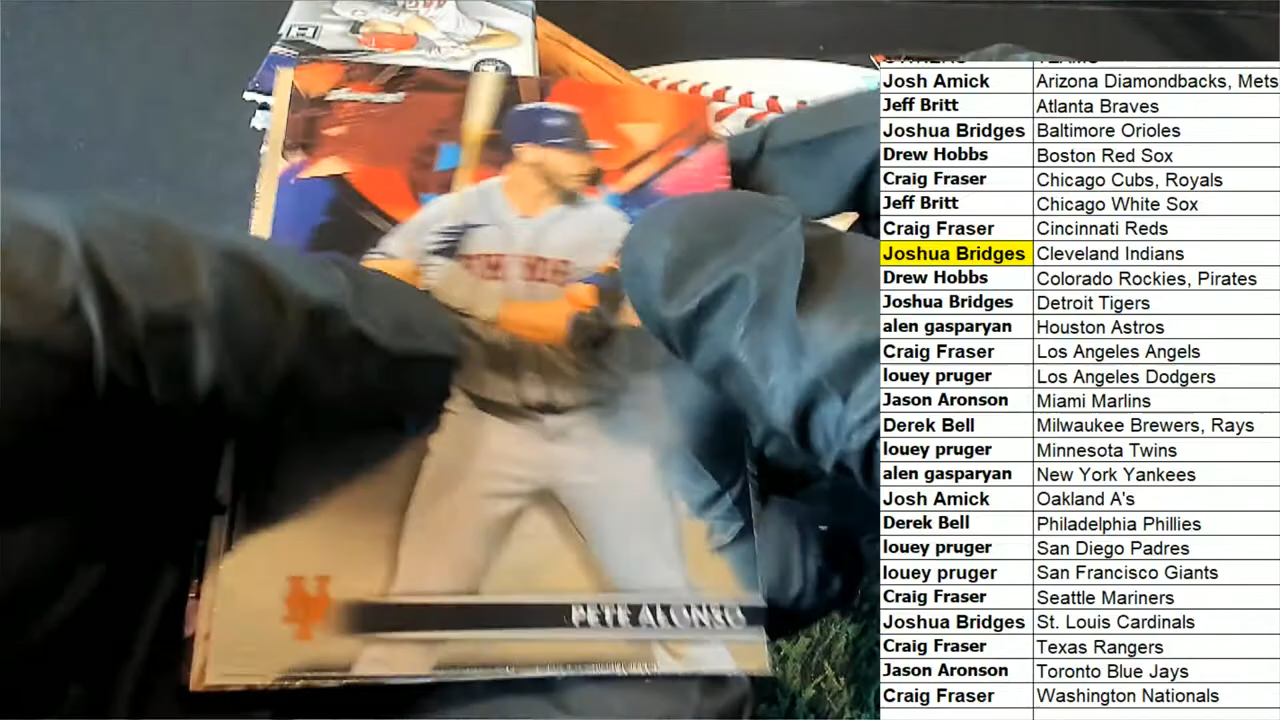 Josh Amick Arizona Diamondbacks, Mets
Jeff Britt Atlanta Braves
Joshua Bridges Baltimore Orioles
Drew Hobbs Boston Red Sox
Craig Fraser Chicago Cubs, Royals
Jeff Britt Chicago White Sox
Craig Fraser Cincinnati Reds
Joshua Bridges Cleveland Indians
Drew Hobbs Colorado Rockies, Pirates
Joshua Bridges Detroit Tigers
alen gasparyan Houston Astros
Craig Fraser Los Angeles Angels
louey pruger Los Angeles Dodgers
Jason Aronson Miami Marlins
Derek Bell Milwaukee Brewers, Rays
louey pruger Minnesota Twins
alen gasparyan New York Yankees
Josh Amick Oakland A's
Derek Bell Philadelphia Phillies
louey pruger San Diego Padres
louey pruger San Francisco Giants
Craig Fraser Seattle Mariners
Joshua Bridges St. Louis Cardinals
Craig Fraser Texas Rangers
Jason Aronson Toronto Blue Jays
Craig Fraser Washington Nationals
NY
PETE ALONSO